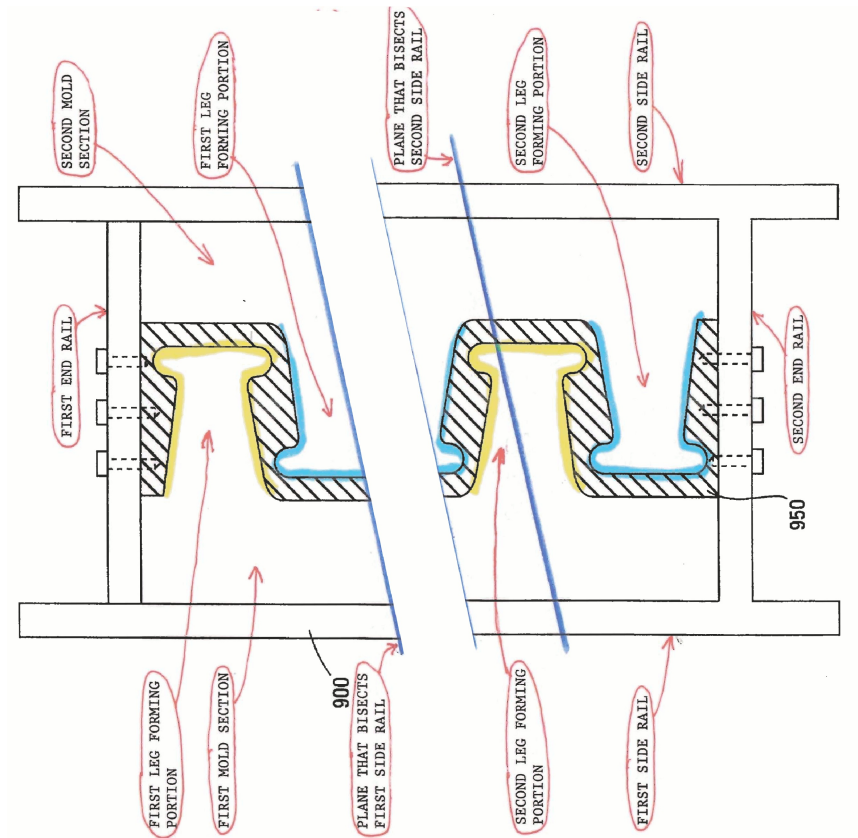 SECOND MOLD
SECTION
FIRST LEG
FORMING PORTION
PLANE THAT BISECTS
SECOND SIDE RAIL
SECOND LEG
FORMING PORTION
SECOND SIDE RAIL
FIRST END RAIL
SECOND END RAIL
950
900
FIRST LEG FORMING
PORTION
FIRST MOLD SECTION
PLANE THAT BISECTS
FIRST SIDE RAIL
SECOND LEG FORMING
PORTION
FIRST SIDE RAIL